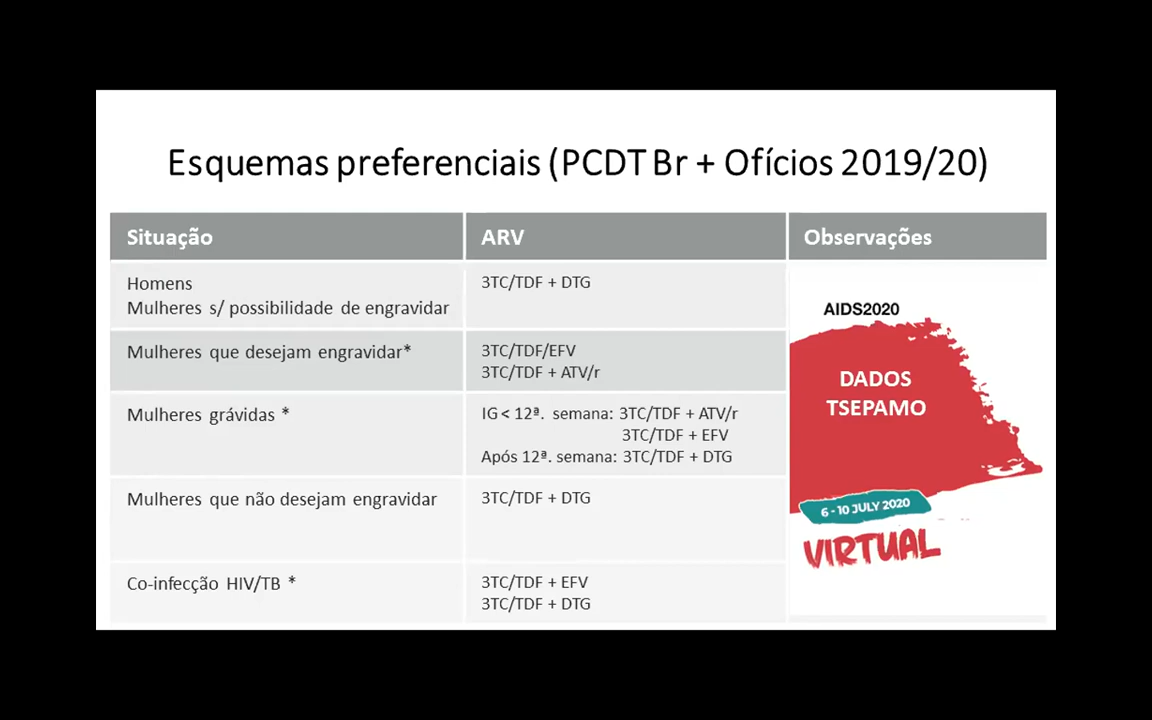 Esquemas preferenciais (PCDT Br + Ofícios 2019/20)
Situação
ARV
Observações
Homens
Mulheres s/ possibilidade de engravidar
3TC/TDF + DTG
Mulheres que desejam engravidar*
3TC/TDF/EFV
3TC/TDF + ATV/r
Mulheres grávidas *
IG < 12ª. semana: 3TC/TDF + ATV/r
3TC/TDF + EFV
Após 12ª. semana: 3TC/TDF + DTG
Mulheres que não desejam engravidar
3TC/TDF + DTG
Co-infecção HIV/TB *
3TC/TDF + EFV
3TC/TDF + DTG
AIDS2020
DADOS
TSEPAMO
6 - 10 JULY 2020
VIRTUAL